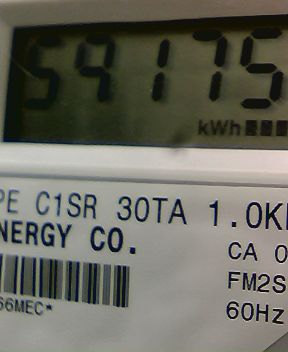 59175
kWh
PE C1SR 30TA 1.0K
NERGY CO.
CA 0
FM2S
66MEC*
60Hz